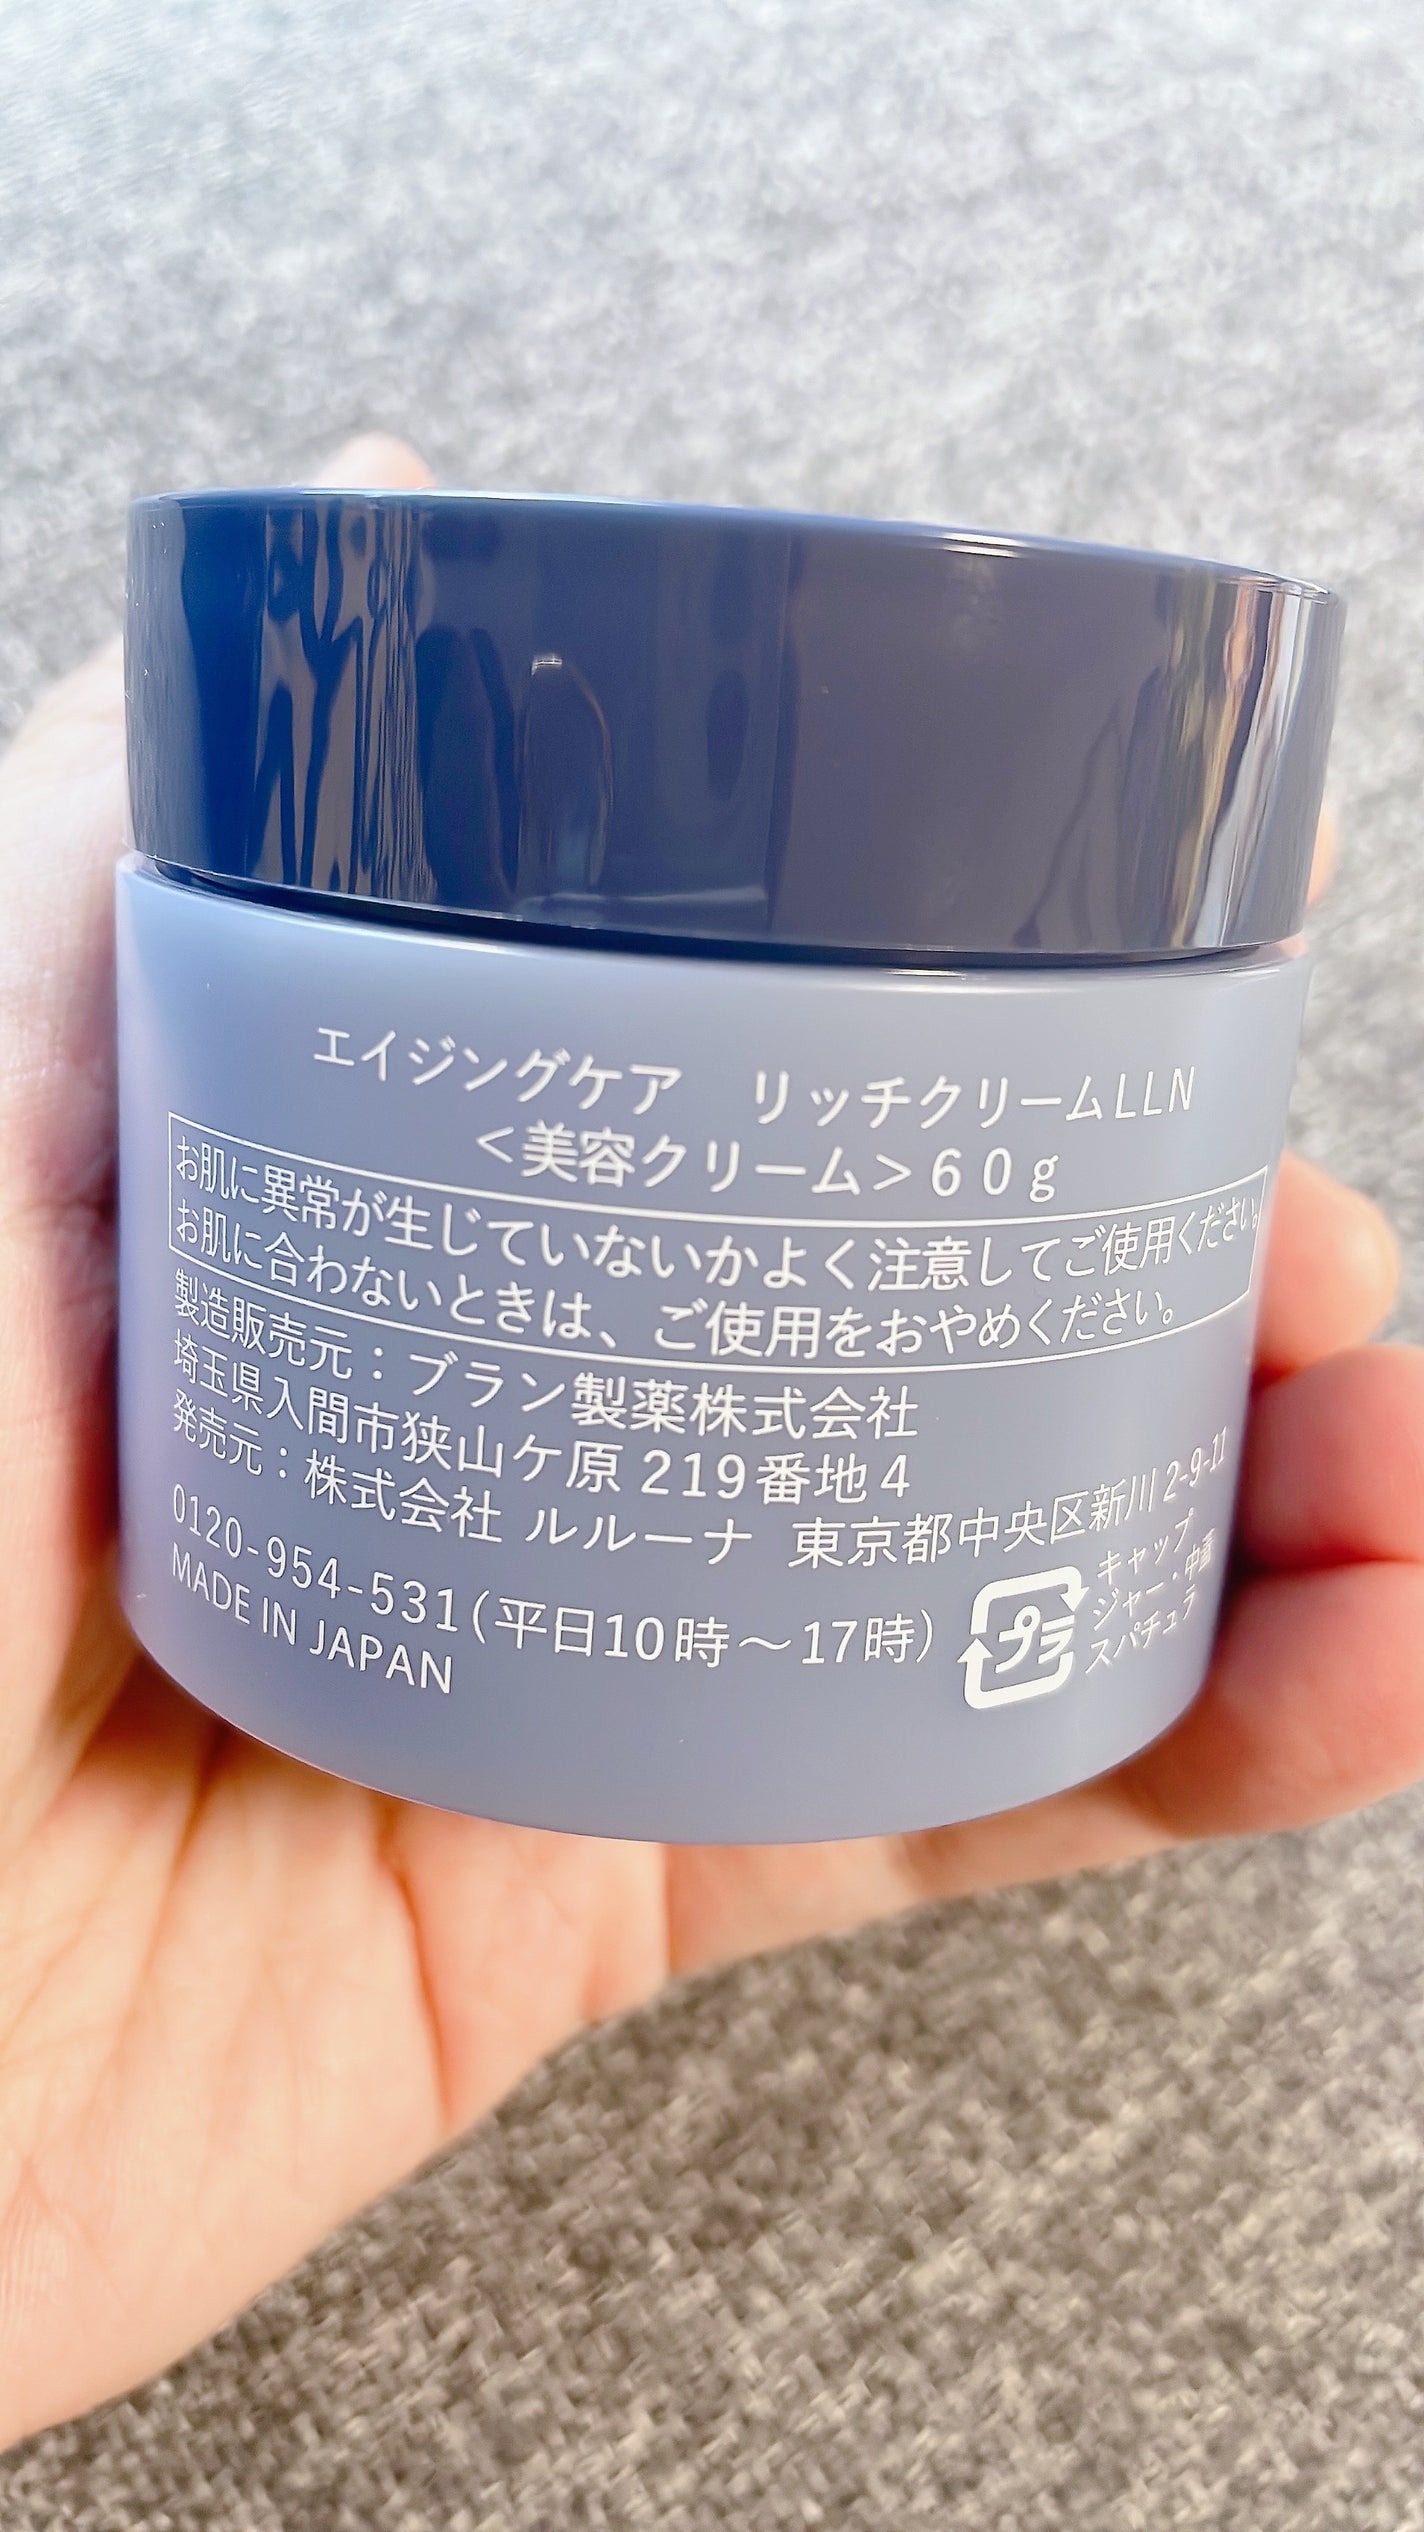 エイジングケア　リッチクリームLLN
＜美容クリーム＞60g
お肌に異常が生じていないかよく注意してご使用ください。
お肌に合わないときは、ご使用をおやめください。
製造販売元：ブラン製薬株式会社
埼玉県入間市狭山ケ原219番地4
発売元：株式会社 ルルーナ 東京都中央区新川2-9-11
0120-954-531(平日10時〜17時)
MADE IN JAPAN
プラ
キャップ
ジャー・中蓋
スパチュラ